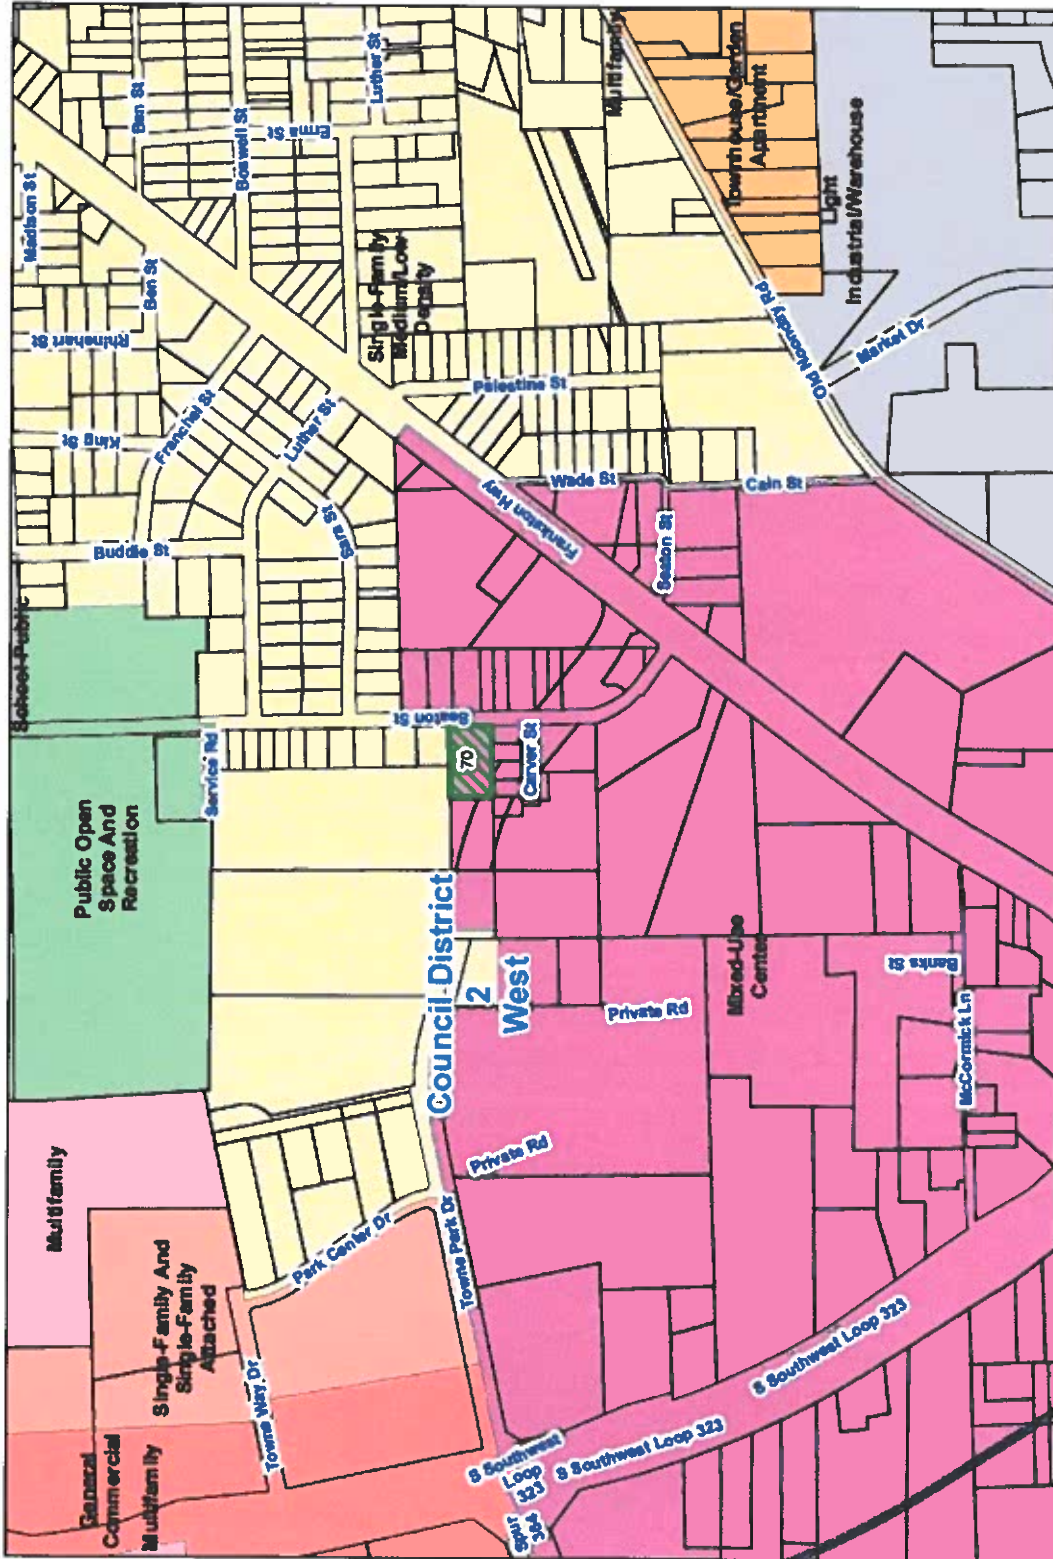 Madison St
Ben St
Boswell St
Erma St
Luther St
Multifamily
Townhouse/Garden
Apartment
Light
Industrial/Warehouse
Ben St
Rhinehart St
King St
Franchel St
Luther St
Single-Family
Medium/Low
Density
Palestine St
Old Noonday Rd
Market Dr
Buddie St
Sara St
Frankston Hwy
Wade St
Cain St
Seaton St
School Public
Service Rd
Seaton St
70
Carver St
Public Open
Space And
Recreation
Council District
2
West
Private Rd
Mixed-Use
Center
Banks St
McCormick Ln
Private Rd
Multifamily
Park Center Dr
Towne Park Dr
Single-Family And
Single-Family
Attached
Towne Way Dr
General
Commercial
Multifamily
S Southwest
Loop
323
S Southwest Loop 323
S Southwest Loop 323
Spur
364